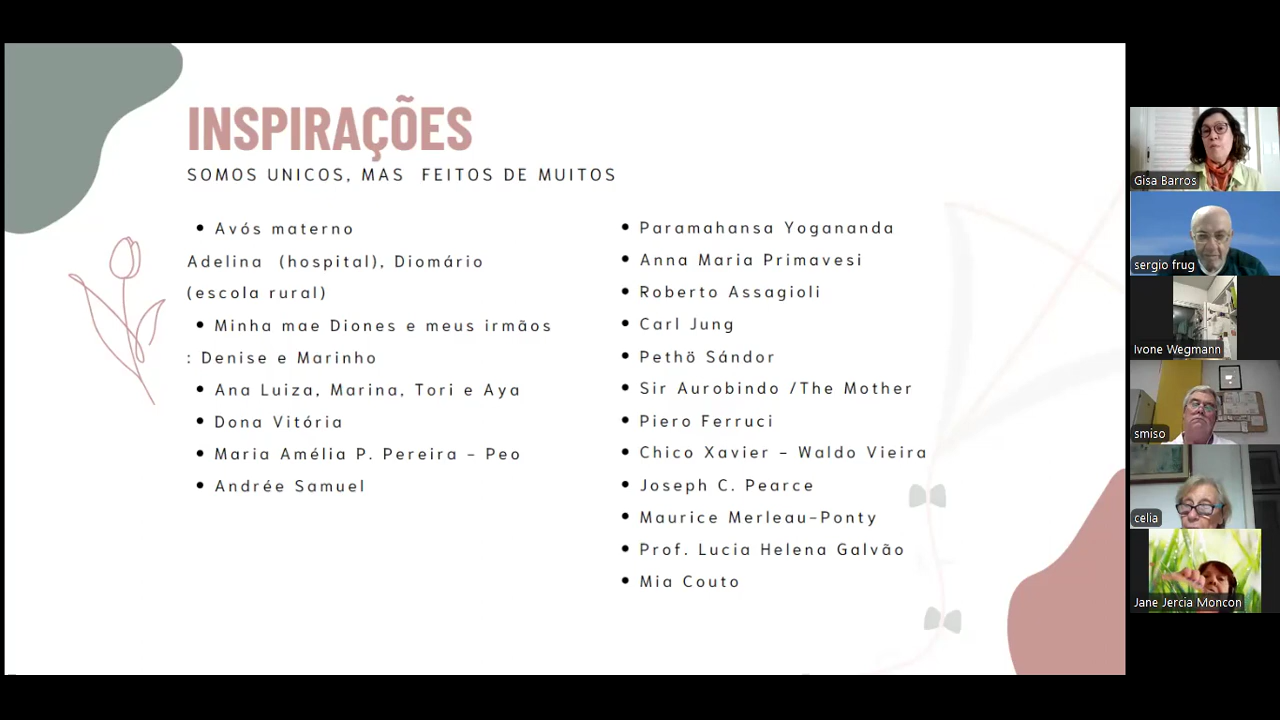 INSPIRAÇÕES
SOMOS UNICOS, MAS FEITOS DE MUITOS
• Avós materno
Adelina (hospital), Diomário
(escola rural)
• Minha mae Diones e meus irmãos
: Denise e Marinho
• Ana Luiza, Marina, Tori e Aya
• Dona Vitória
• Maria Amélia P. Pereira - Peo
• Andrée Samuel
• Paramahansa Yogananda
• Anna Maria Primavesi
• Roberto Assagioli
• Carl Jung
• Pethö Sándor
• Sir Aurobindo /The Mother
• Piero Ferruci
• Chico Xavier - Waldo Vieira
• Joseph C. Pearce
• Maurice Merleau-Ponty
• Prof. Lucia Helena Galvão
• Mia Couto
Gisa Barros
sergio frug
Ivone Wegmann
smiso
celia
Jane Jercia Moncon